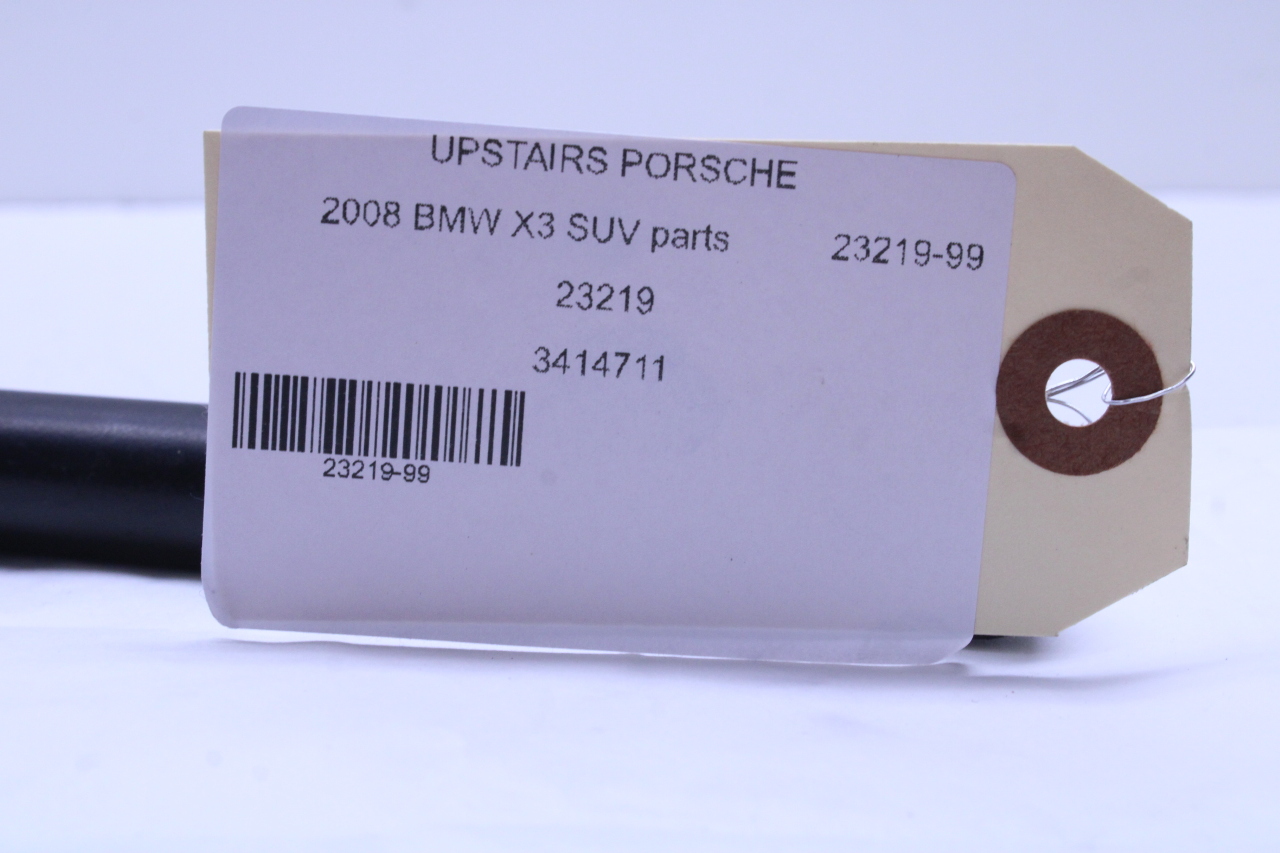 UPSTAIRS PORSCHE
2008 BMW X3 SUV parts 23219-99
23219
3414711
23219-99